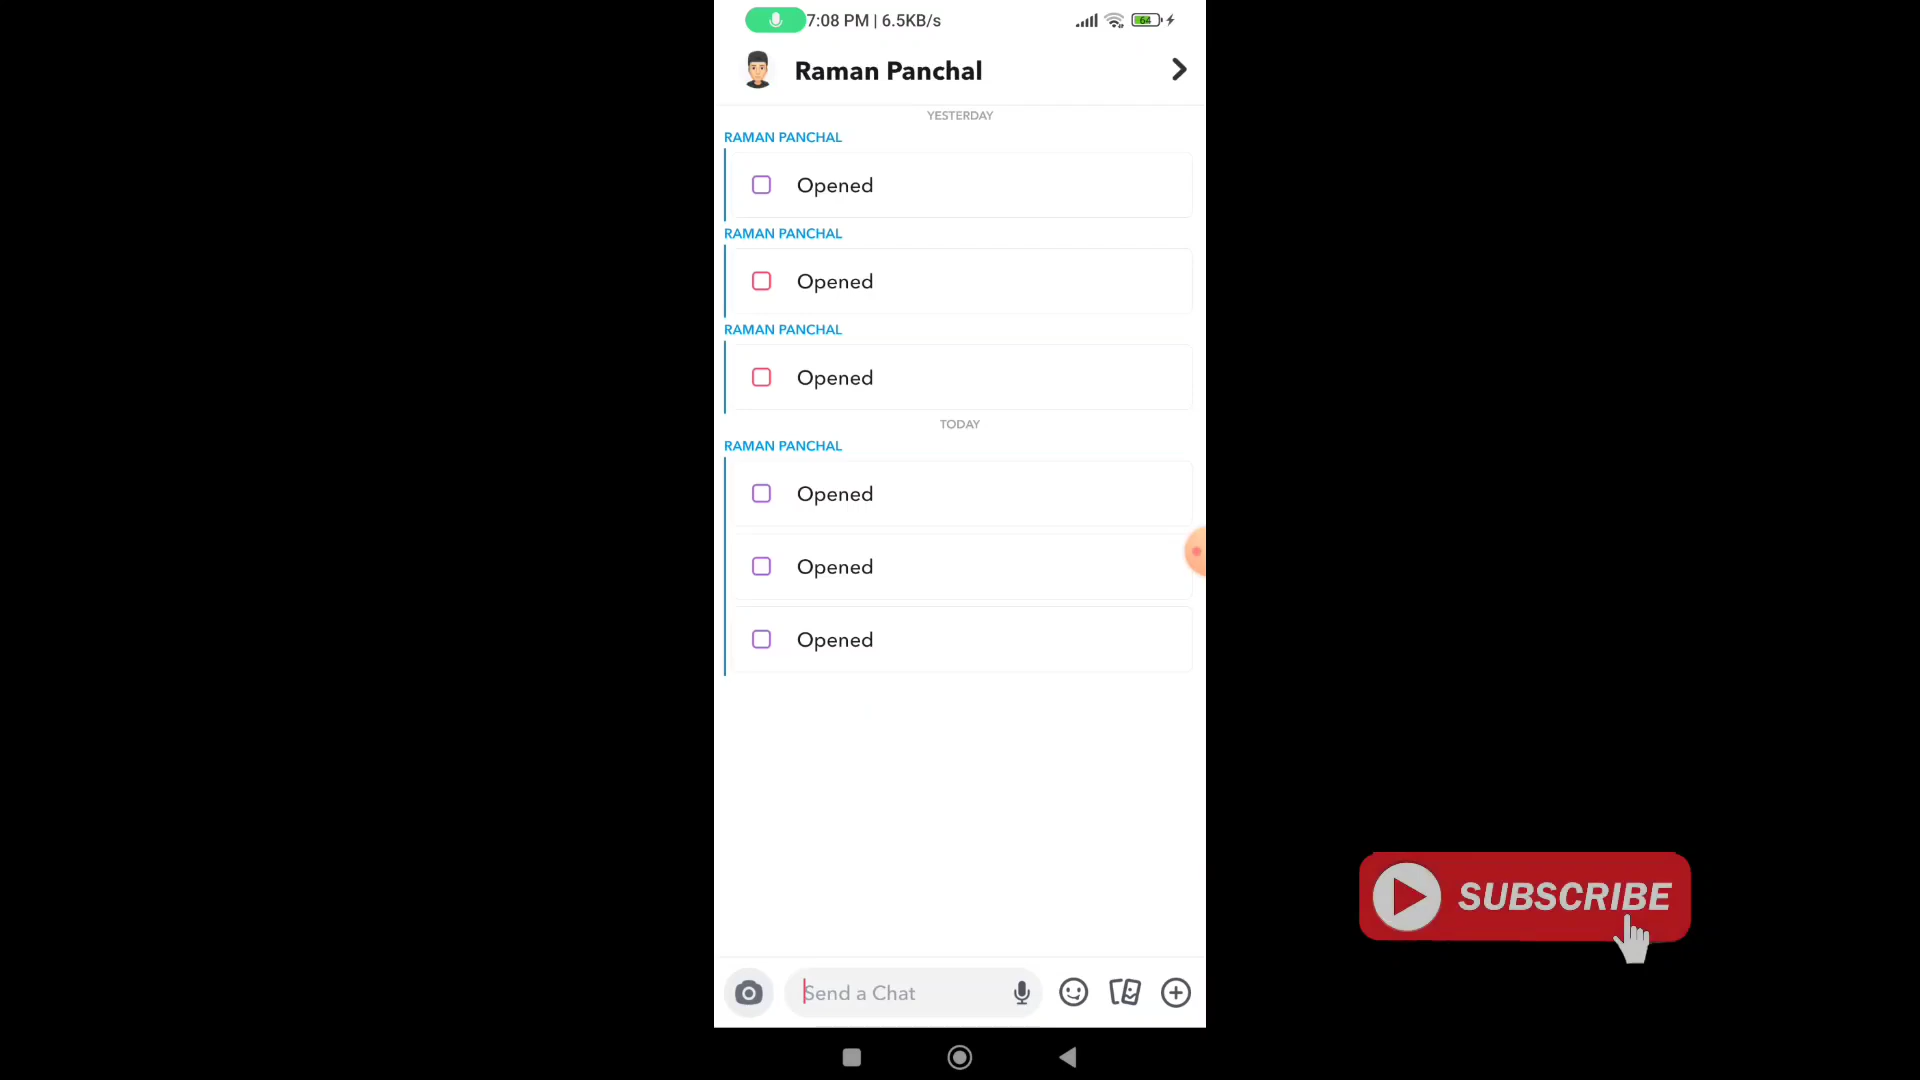 7:08 PM | 6.5KB/s
64
Raman Panchal
YESTERDAY
RAMAN PANCHAL
Opened
RAMAN PANCHAL
Opened
RAMAN PANCHAL
Opened
TODAY
RAMAN PANCHAL
Opened
Opened
Opened
Send a Chat
SUBSCRIBE